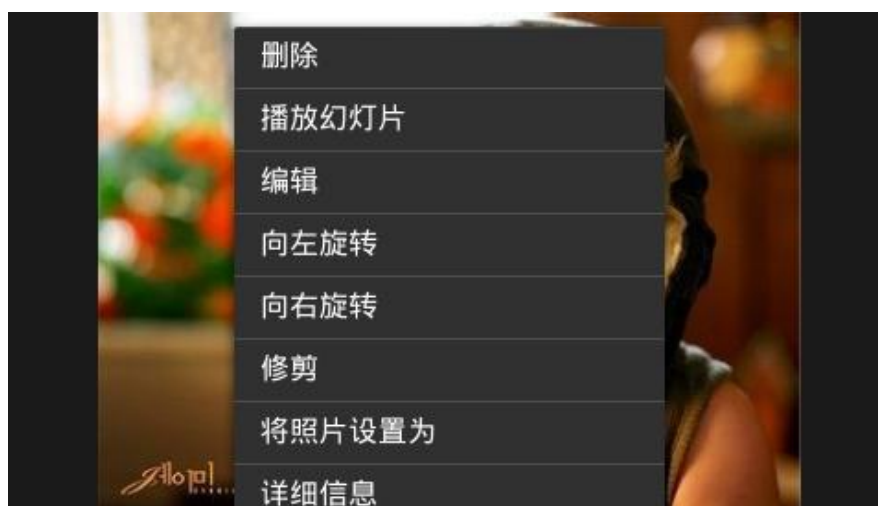 删除
播放幻灯片
编辑
向左旋转
向右旋转
修剪
将照片设置为
详细信息